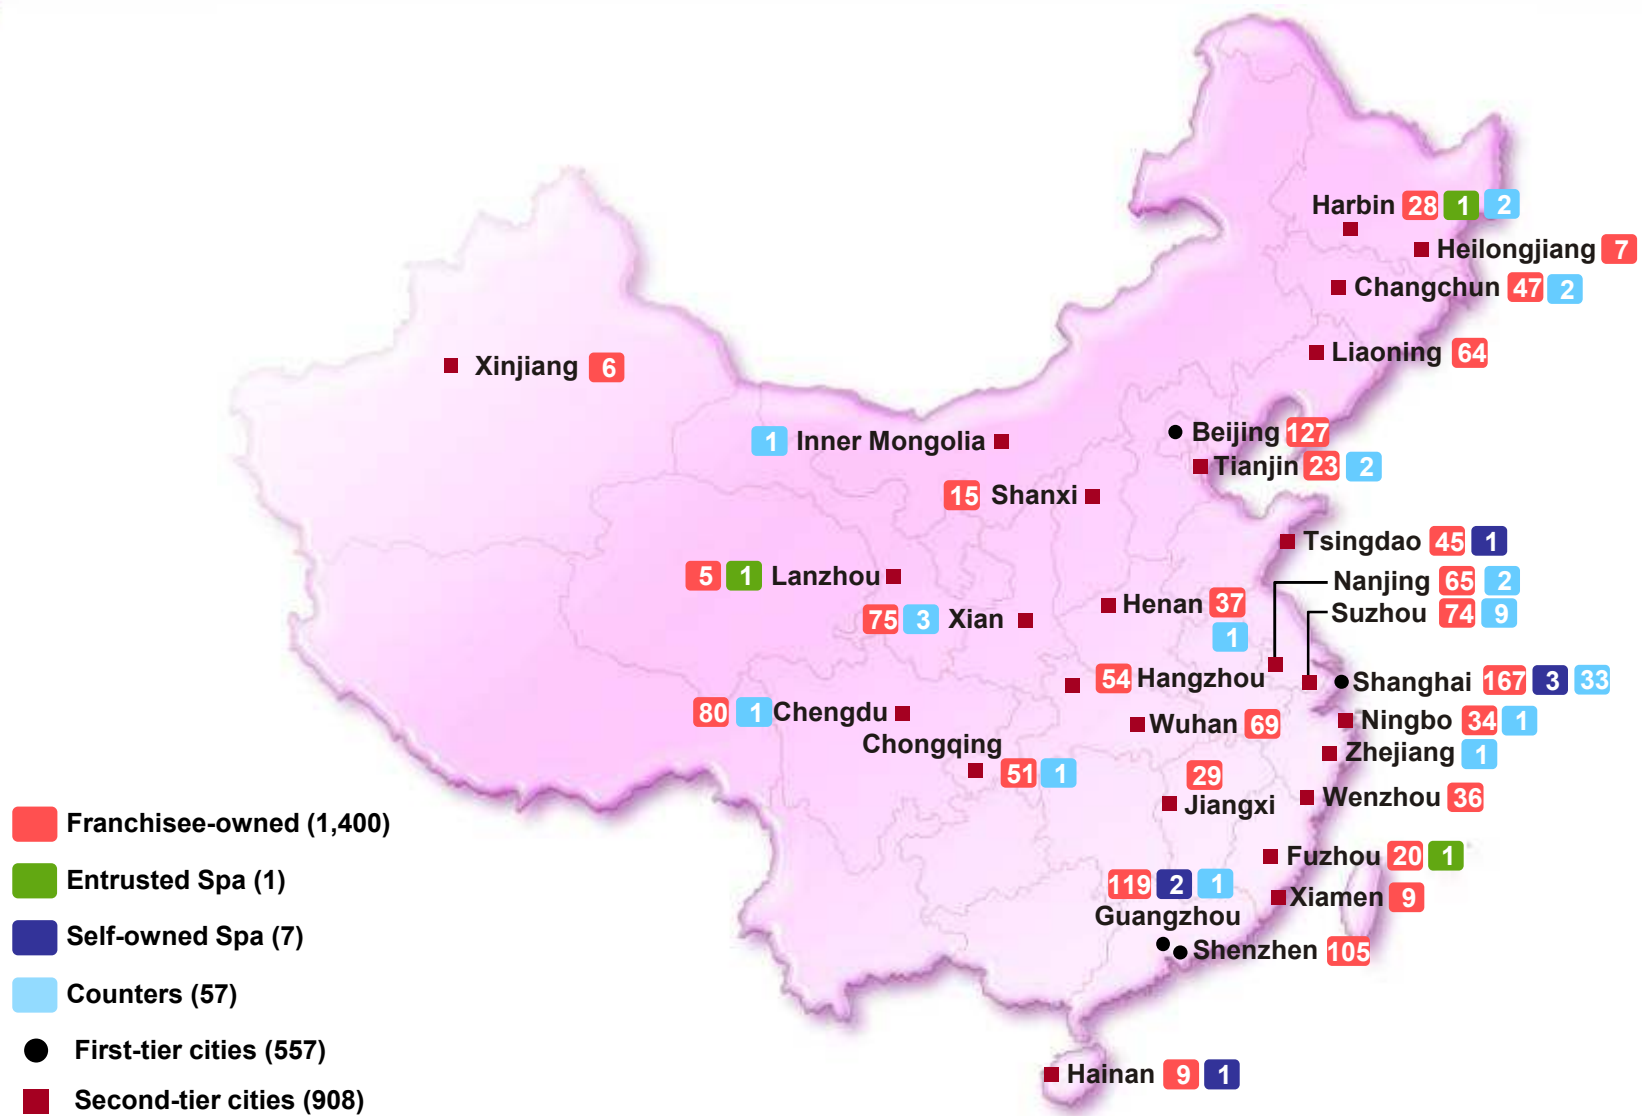 Harbin 28 1 2
Heilongjiang 7
Changchun 47 2
Liaoning 64
Xinjiang 6
Beijing 127
1 Inner Mongolia
Tianjin 23 2
15 Shanxi
Tsingdao 45 1
5 1 Lanzhou
Nanjing 65 2
Henan 37
1
Suzhou 74 9
75 3 Xian
54 Hangzhou
Shanghai 167 3 33
80 1 Chengdu
Wuhan 69
Ningbo 34 1
Chongqing
51 1
Zhejiang 1
29
Jiangxi
Wenzhou 36
Franchisee-owned (1,400)
Fuzhou 20 1
Entrusted Spa (1)
119 2 1
Guangzhou
Xiamen 9
Self-owned Spa (7)
Shenzhen 105
Counters (57)
First-tier cities (557)
Hainan 9 1
Second-tier cities (908)